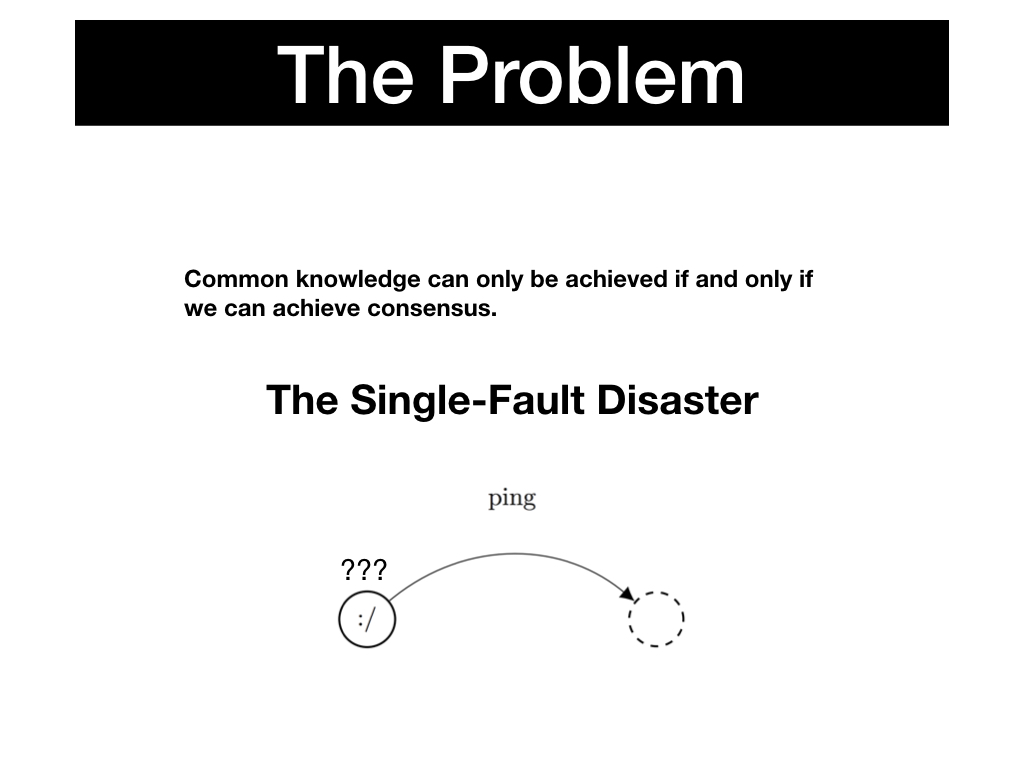 The Problem
Common knowledge can only be achieved if and only if
we can achieve consensus.
The Single-Fault Disaster
ping
???
:/